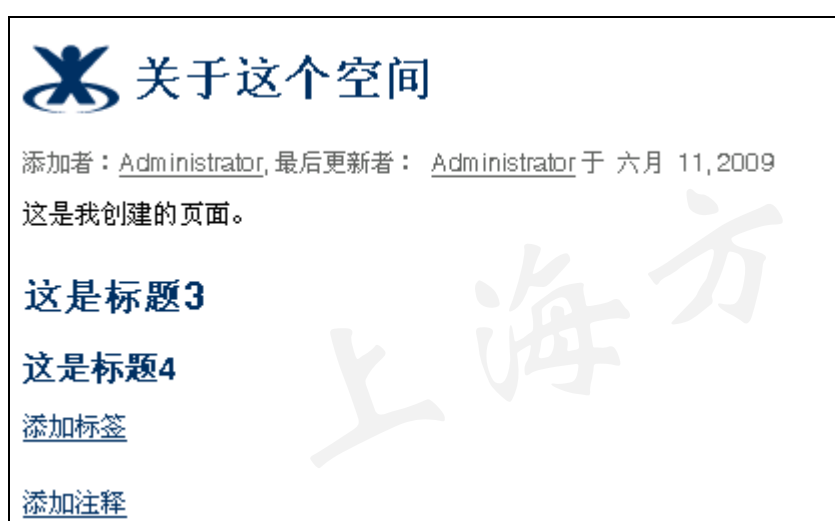 关于这个空间
添加者：Administrator, 最后更新者： Administrator 于 六月 11, 2009
这是我创建的页面。
这是标题3
这是标题4
添加标签
添加注释
上海方